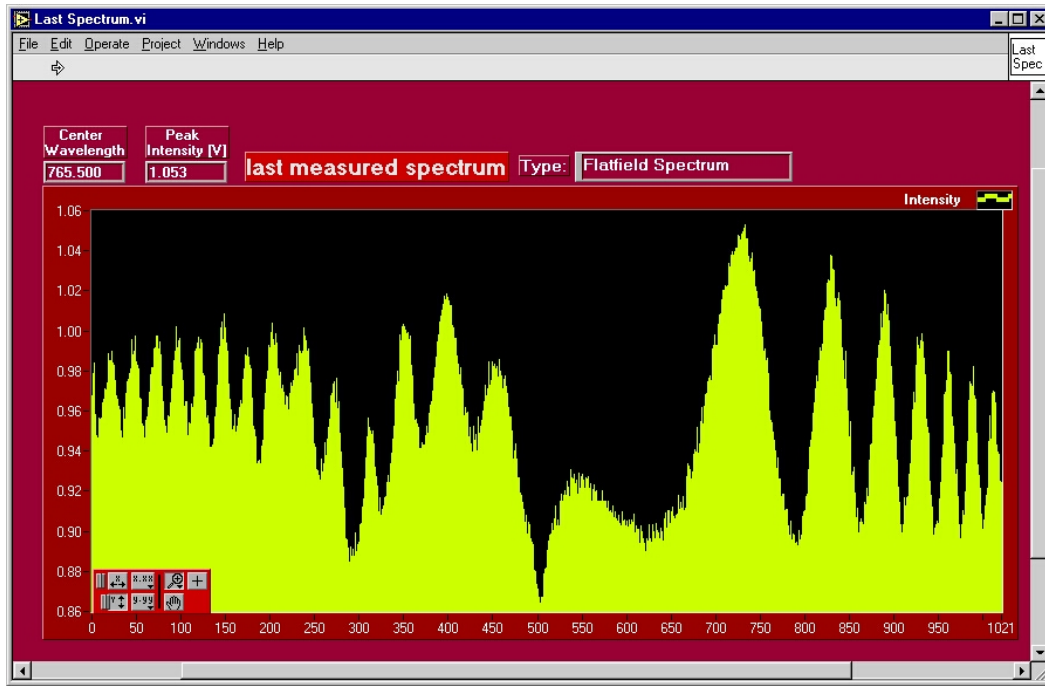 Last Spectrum.vi
File Edit Operate Project Windows Help
Last
Spec
Center
Wavelength
765.500
Peak
Intensity [V]
1.053
last measured spectrum
Type:
Flatfield Spectrum
Intensity
1.06
1.04
1.02
1.00
0.98
0.96
0.94
0.92
0.90
0.88
0.86
0 50 100 150 200 250 300 350 400 450 500 550 600 650 700 750 800 850 900 950 1021